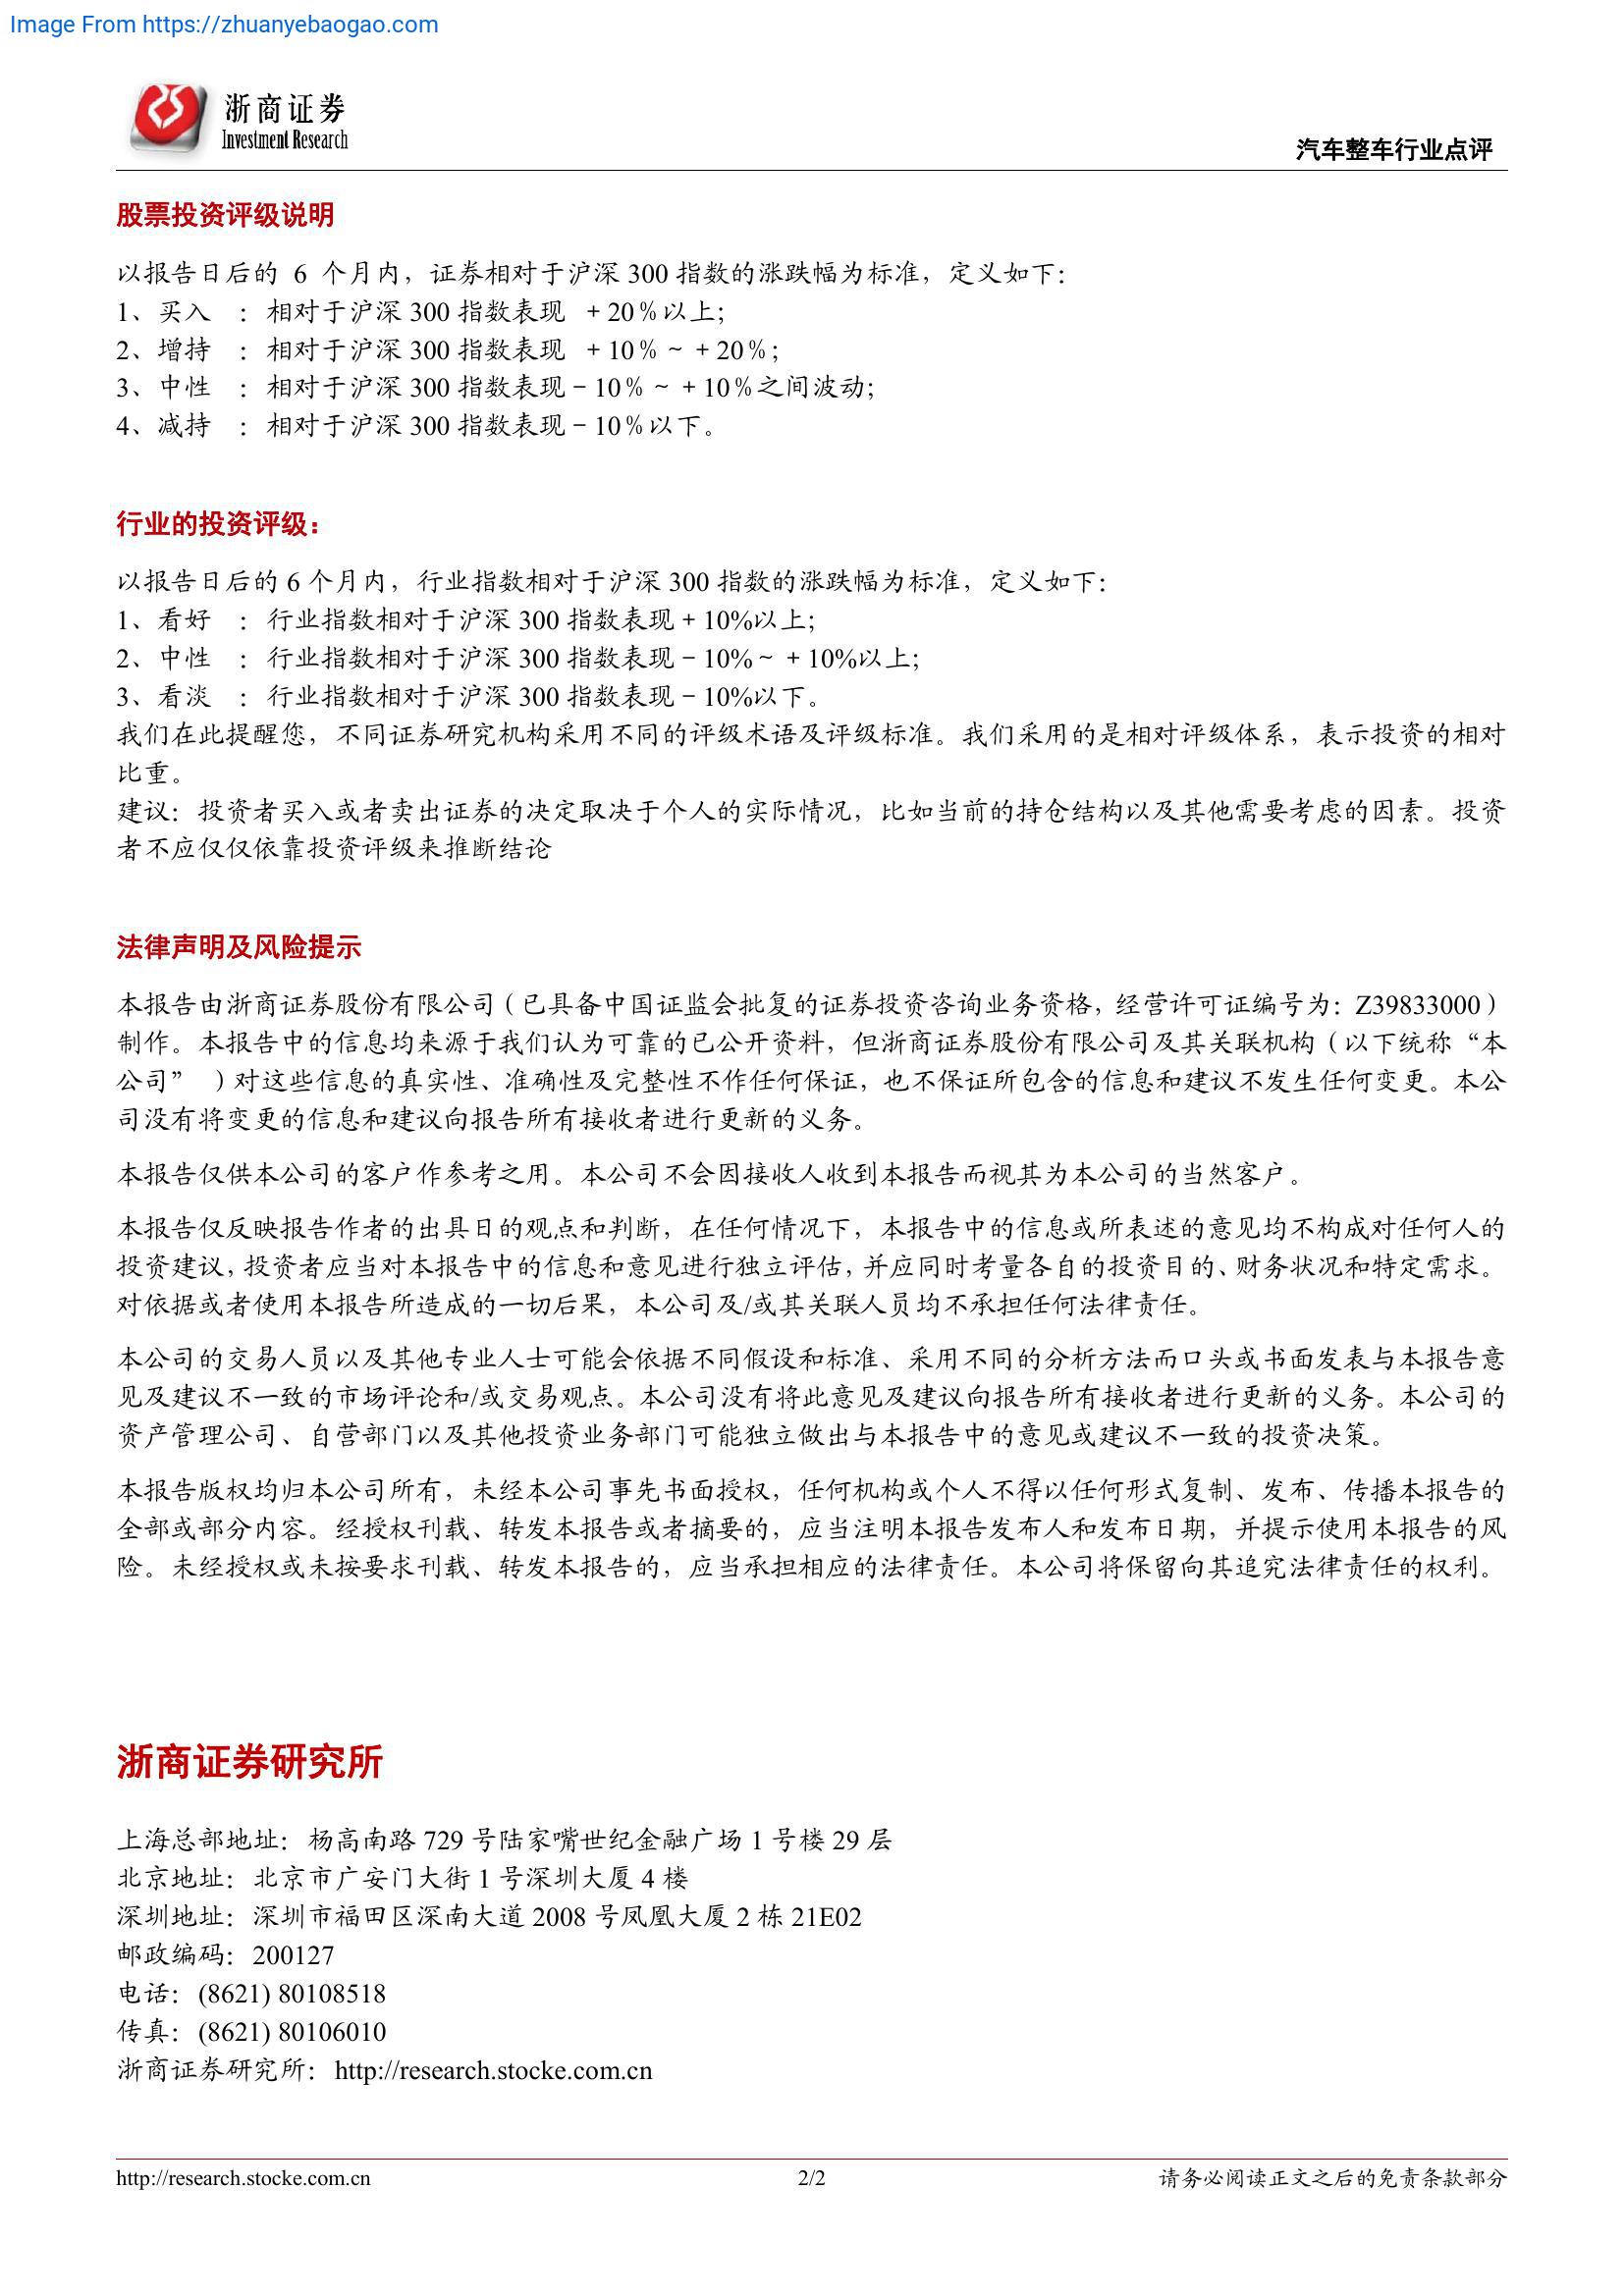 Image From https://zhuanyebaogao.com
浙商证券
Investment Research
汽车整车行业点评
股票投资评级说明
以报告日后的 6 个月内，证券相对于沪深 300 指数的涨跌幅为标准，定义如下：
1、买入 ：相对于沪深 300 指数表现 ＋20％以上；
2、增持 ：相对于沪深 300 指数表现 ＋10％～＋20％；
3、中性 ：相对于沪深 300 指数表现－10％～＋10％之间波动；
4、减持 ：相对于沪深 300 指数表现－10％以下。
行业的投资评级：
以报告日后的 6 个月内，行业指数相对于沪深 300 指数的涨跌幅为标准，定义如下：
1、看好 ：行业指数相对于沪深 300 指数表现＋10%以上；
2、中性 ：行业指数相对于沪深 300 指数表现－10%～＋10%以上；
3、看淡 ：行业指数相对于沪深 300 指数表现－10%以下。
我们在此提醒您，不同证券研究机构采用不同的评级术语及评级标准。我们采用的是相对评级体系，表示投资的相对
比重。
建议：投资者买入或者卖出证券的决定取决于个人的实际情况，比如当前的持仓结构以及其他需要考虑的因素。投资
者不应仅仅依靠投资评级来推断结论
法律声明及风险提示
本报告由浙商证券股份有限公司（已具备中国证监会批复的证券投资咨询业务资格，经营许可证编号为：Z39833000）
制作。本报告中的信息均来源于我们认为可靠的已公开资料，但浙商证券股份有限公司及其关联机构（以下统称“本
公司” ）对这些信息的真实性、准确性及完整性不作任何保证，也不保证所包含的信息和建议不发生任何变更。本公
司没有将变更的信息和建议向报告所有接收者进行更新的义务。
本报告仅供本公司的客户作参考之用。本公司不会因接收人收到本报告而视其为本公司的当然客户。
本报告仅反映报告作者的出具日的观点和判断，在任何情况下，本报告中的信息或所表述的意见均不构成对任何人的
投资建议，投资者应当对本报告中的信息和意见进行独立评估，并应同时考量各自的投资目的、财务状况和特定需求。
对依据或者使用本报告所造成的一切后果，本公司及/或其关联人员均不承担任何法律责任。
本公司的交易人员以及其他专业人士可能会依据不同假设和标准、采用不同的分析方法而口头或书面发表与本报告意
见及建议不一致的市场评论和/或交易观点。本公司没有将此意见及建议向报告所有接收者进行更新的义务。本公司的
资产管理公司、自营部门以及其他投资业务部门可能独立做出与本报告中的意见或建议不一致的投资决策。
本报告版权均归本公司所有，未经本公司事先书面授权，任何机构或个人不得以任何形式复制、发布、传播本报告的
全部或部分内容。经授权刊载、转发本报告或者摘要的，应当注明本报告发布人和发布日期，并提示使用本报告的风
险。未经授权或未按要求刊载、转发本报告的，应当承担相应的法律责任。本公司将保留向其追究法律责任的权利。
浙商证券研究所
上海总部地址：杨高南路 729 号陆家嘴世纪金融广场 1 号楼 29 层
北京地址：北京市广安门大街 1 号深圳大厦 4 楼
深圳地址：深圳市福田区深南大道 2008 号凤凰大厦 2 栋 21E02
邮政编码：200127
电话：(8621) 80108518
传真：(8621) 80106010
浙商证券研究所：http://research.stocke.com.cn
http://research.stocke.com.cn
2/2
请务必阅读正文之后的免责条款部分